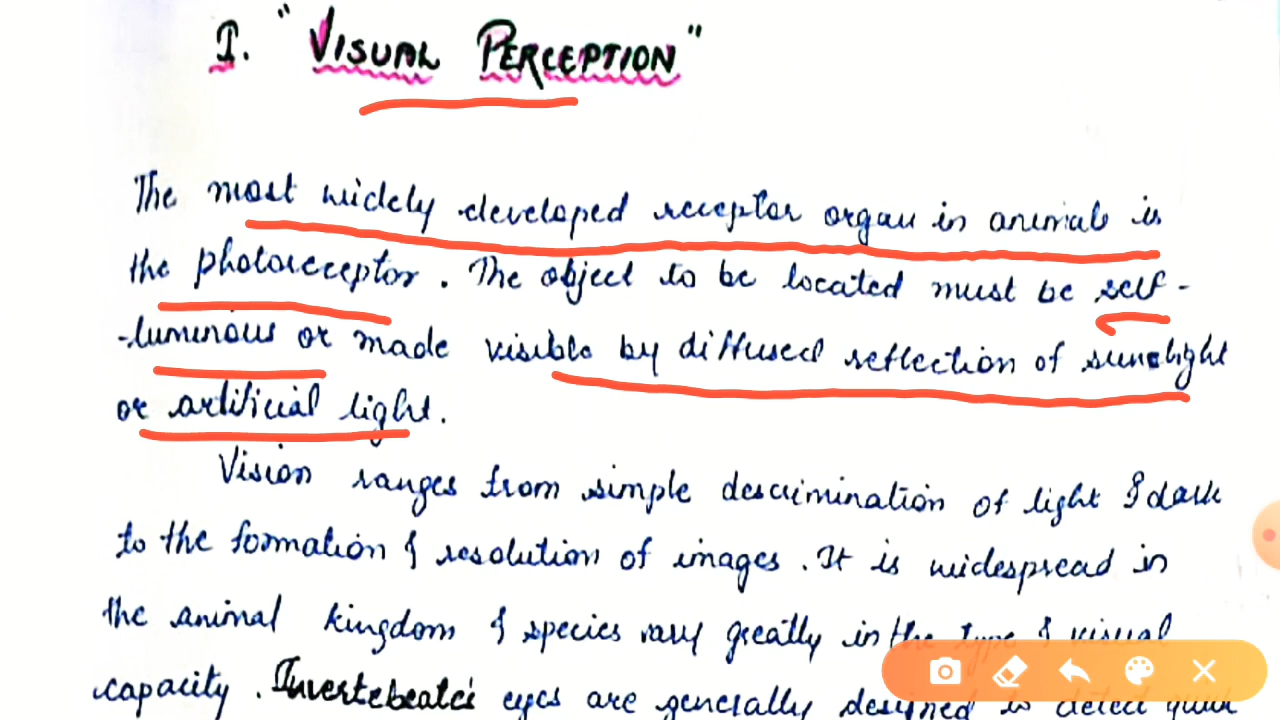 I. "VISUAL PERCEPTION"
The most widely developed receptor organ in animals is
the photoreceptor. The object to be located must be self-
-luminous or made visible by diffused reflection of sunlight
or artificial light.
Vision ranges from simple descrimination of light & dark
to the formation & resolution of images. It is widespread in
the animal kingdom & species vary greatly in the type & visual
capacity. Invertebrate's eyes are generally designed to detect